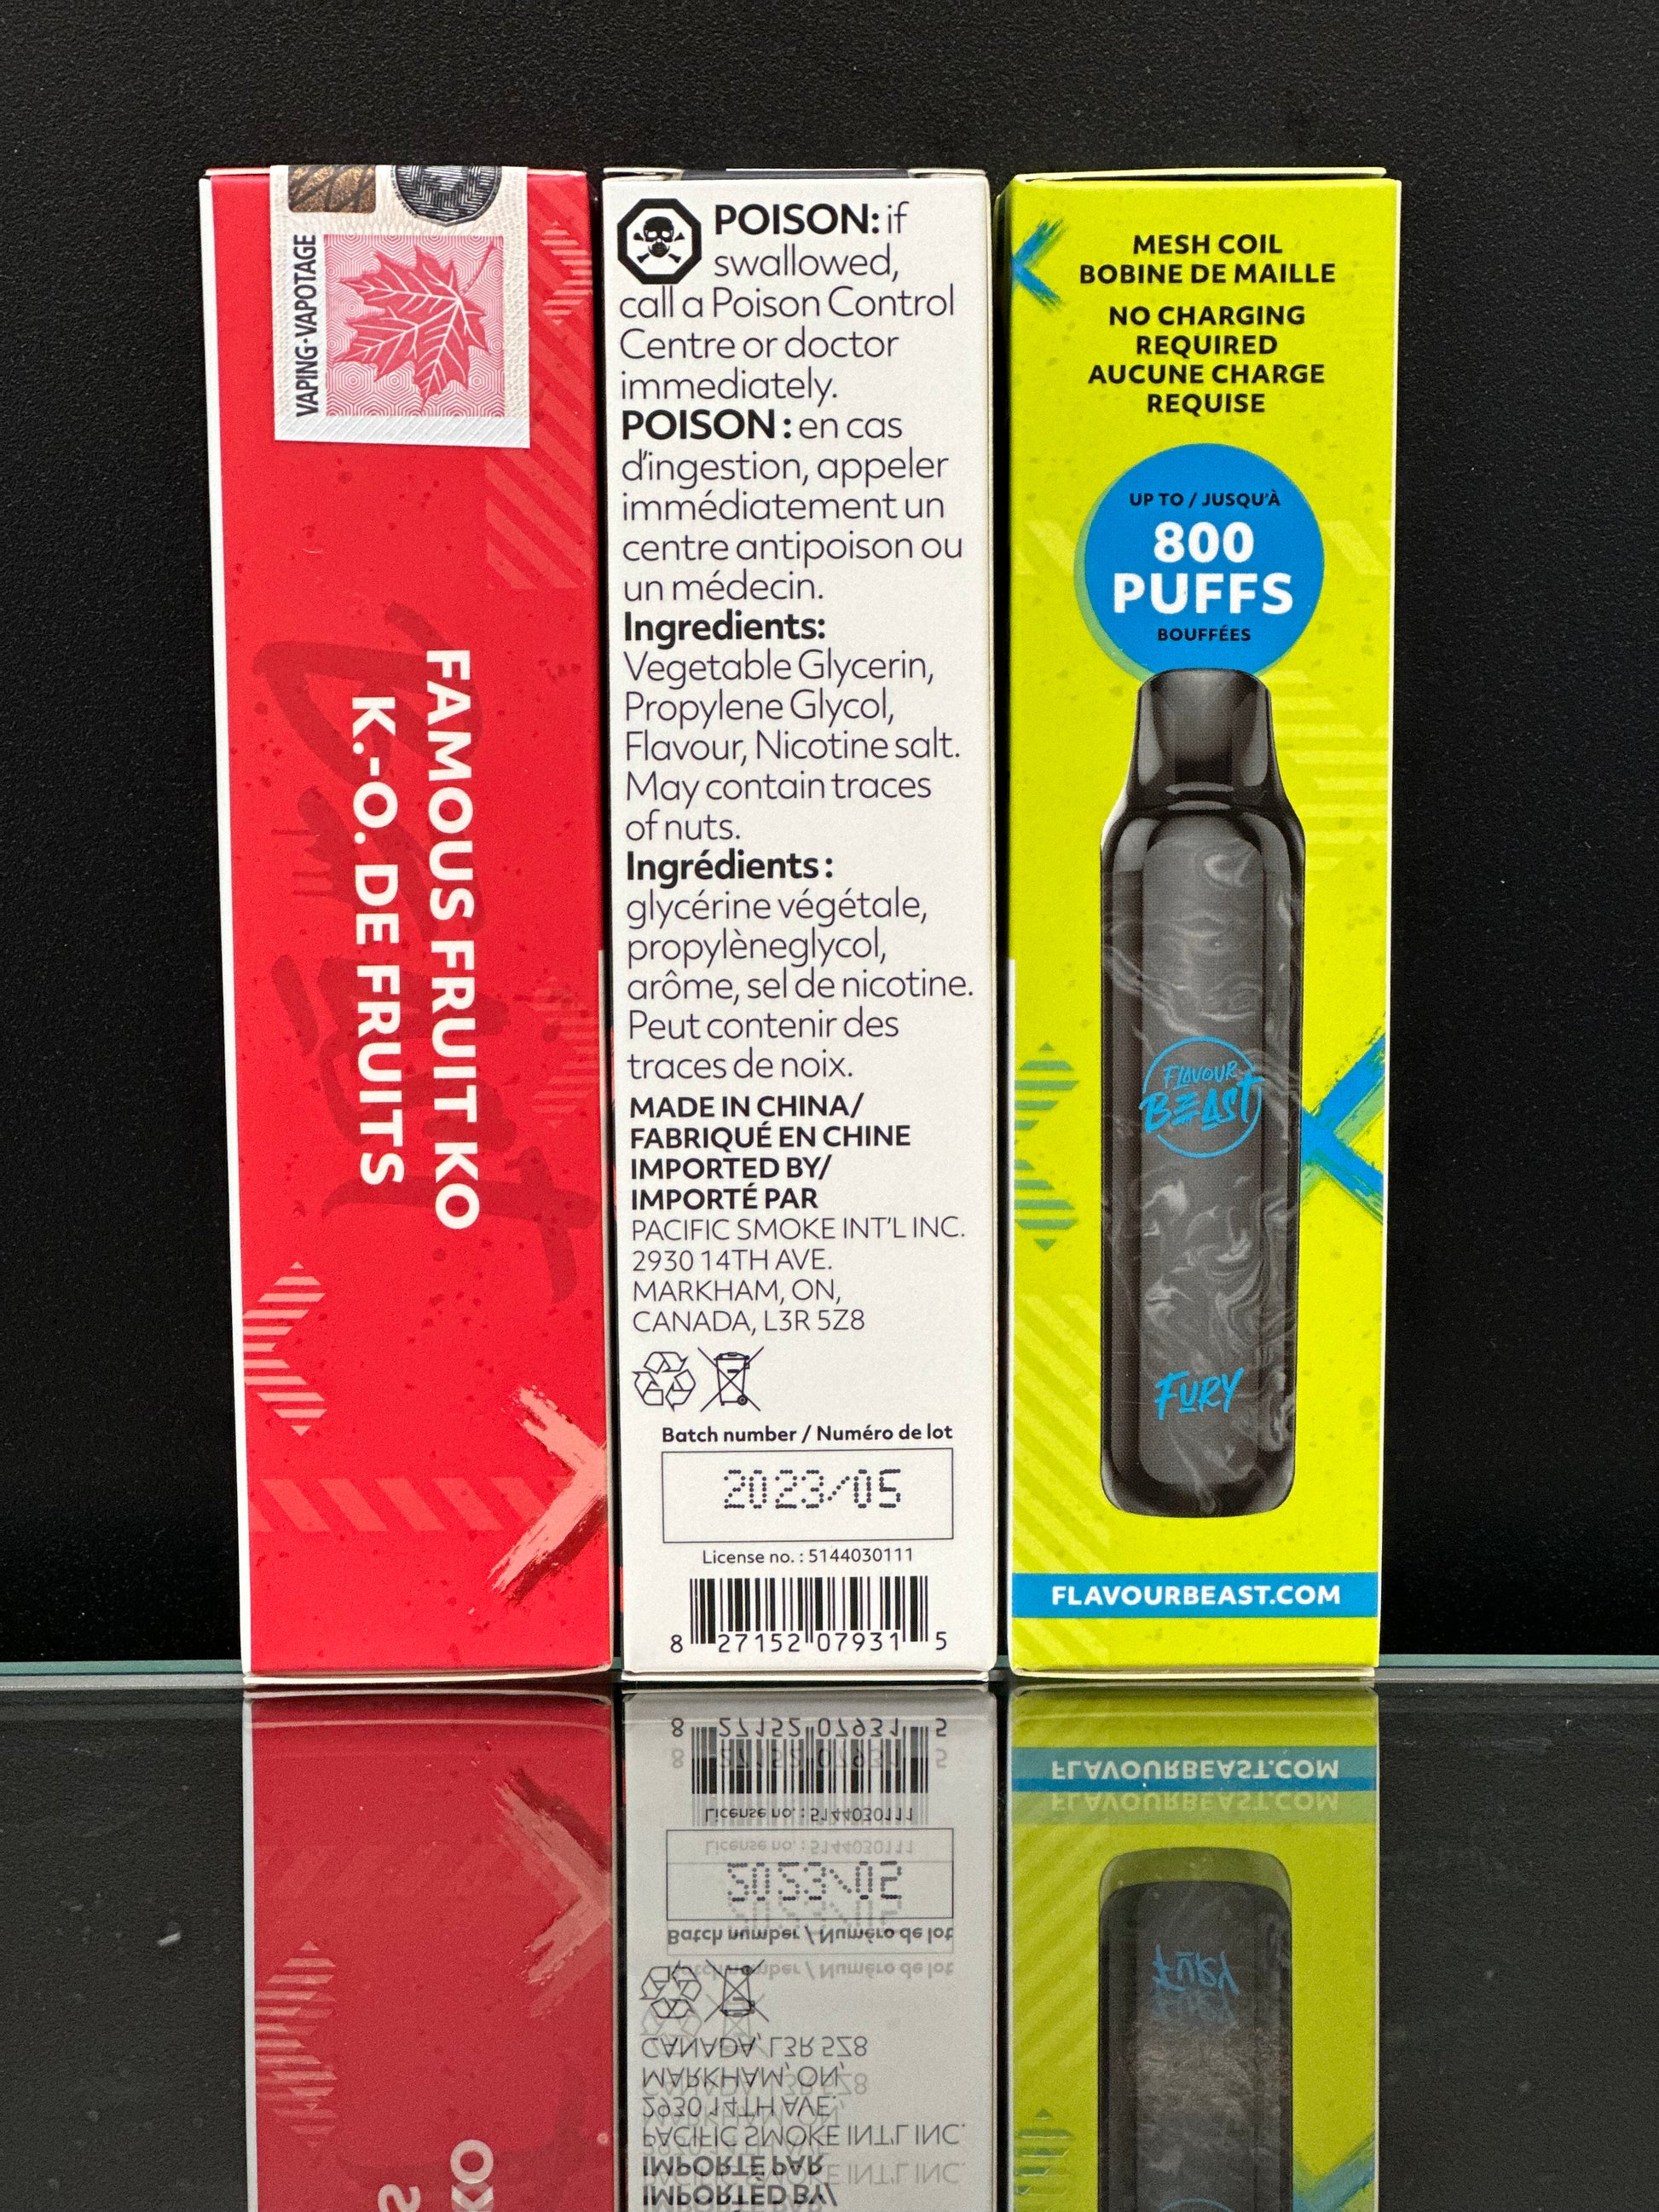 VAPING-VAPOTAGE
FAMOUS FRUIT KO
K.-O. DE FRUITS
POISON: if
swallowed,
call a Poison Control
Centre or doctor
immediately.
POISON : en cas
d'ingestion, appeler
immédiatement un
centre antipoison ou
un médecin.
Ingredients:
Vegetable Glycerin,
Propylene Glycol,
Flavour, Nicotine salt.
May contain traces
of nuts.
Ingrédients :
glycérine végétale,
propylèneglycol,
arôme, sel de nicotine.
Peut contenir des
traces de noix.
MADE IN CHINA/
FABRIQUÉ EN CHINE
IMPORTED BY/
IMPORTÉ PAR
PACIFIC SMOKE INT'L INC.
2930 14TH AVE.
MARKHAM, ON,
CANADA, L3R 5Z8
Batch number / Numéro de lot
2023/05
License no. : 5144030111
8 27152 07931 5
MESH COIL
BOBINE DE MAILLE
NO CHARGING
REQUIRED
AUCUNE CHARGE
REQUISE
UP TO / JUSQU'À
800
PUFFS
BOUFFÉES
FLAVOUR
BEAST
FURY
FLAVOURBEAST.COM